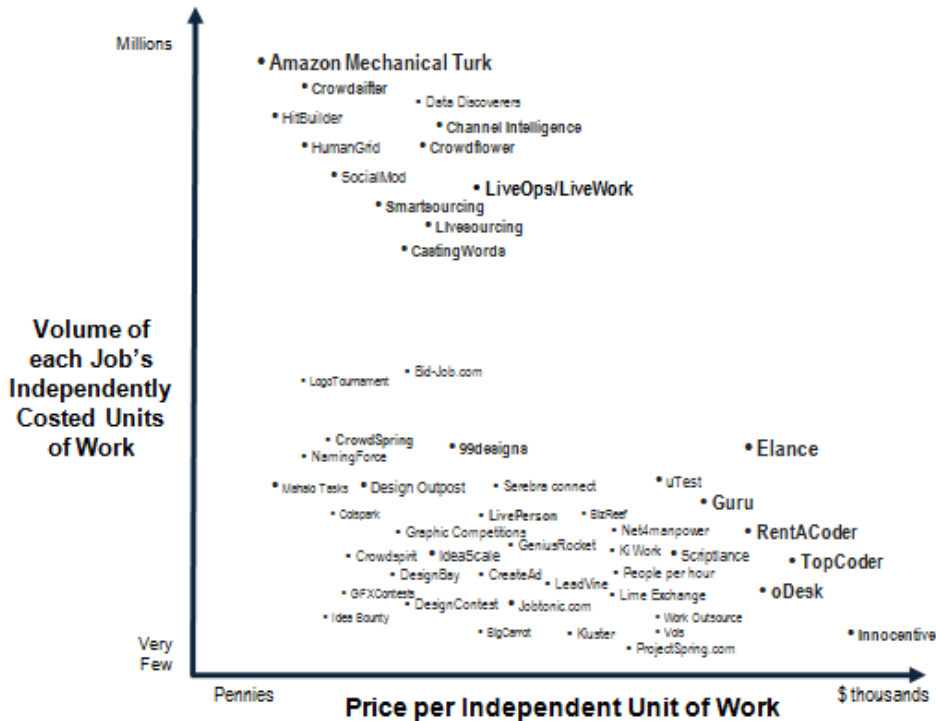 Millions
Amazon Mechanical Turk
Crowdsifter
Data Discoverers
HitBuilder
Channel Intelligence
HumanGrid
Crowdflower
SocialMod
LiveOps/LiveWork
Smartsourcing
Livesourcing
CastingWords
Volume of
each Job's
Independently
Costed Units
of Work
Bid-Job.com
LogoTournament
CrowdSpring
99designs
Elance
NamingForce
Mahalo Tasks
Design Outpost
Serebra connect
uTest
Guru
Colspark
LivePerson
BizReef
Graphic Competitions
Net4manpower
RentACoder
GeniusRocket
Crowdspirit
IdeaScale
Ki Work
Scriptlance
TopCoder
DesignBay
CreateAd
LeadVine
People per hour
GFXContests
DesignContest
Jobtonic.com
Lime Exchange
oDesk
Idea Bounty
Work Outsource
BigCarrot
Kluster
Vois
Innocentive
ProjectSpring.com
Very
Few
Pennies
Price per Independent Unit of Work
$ thousands